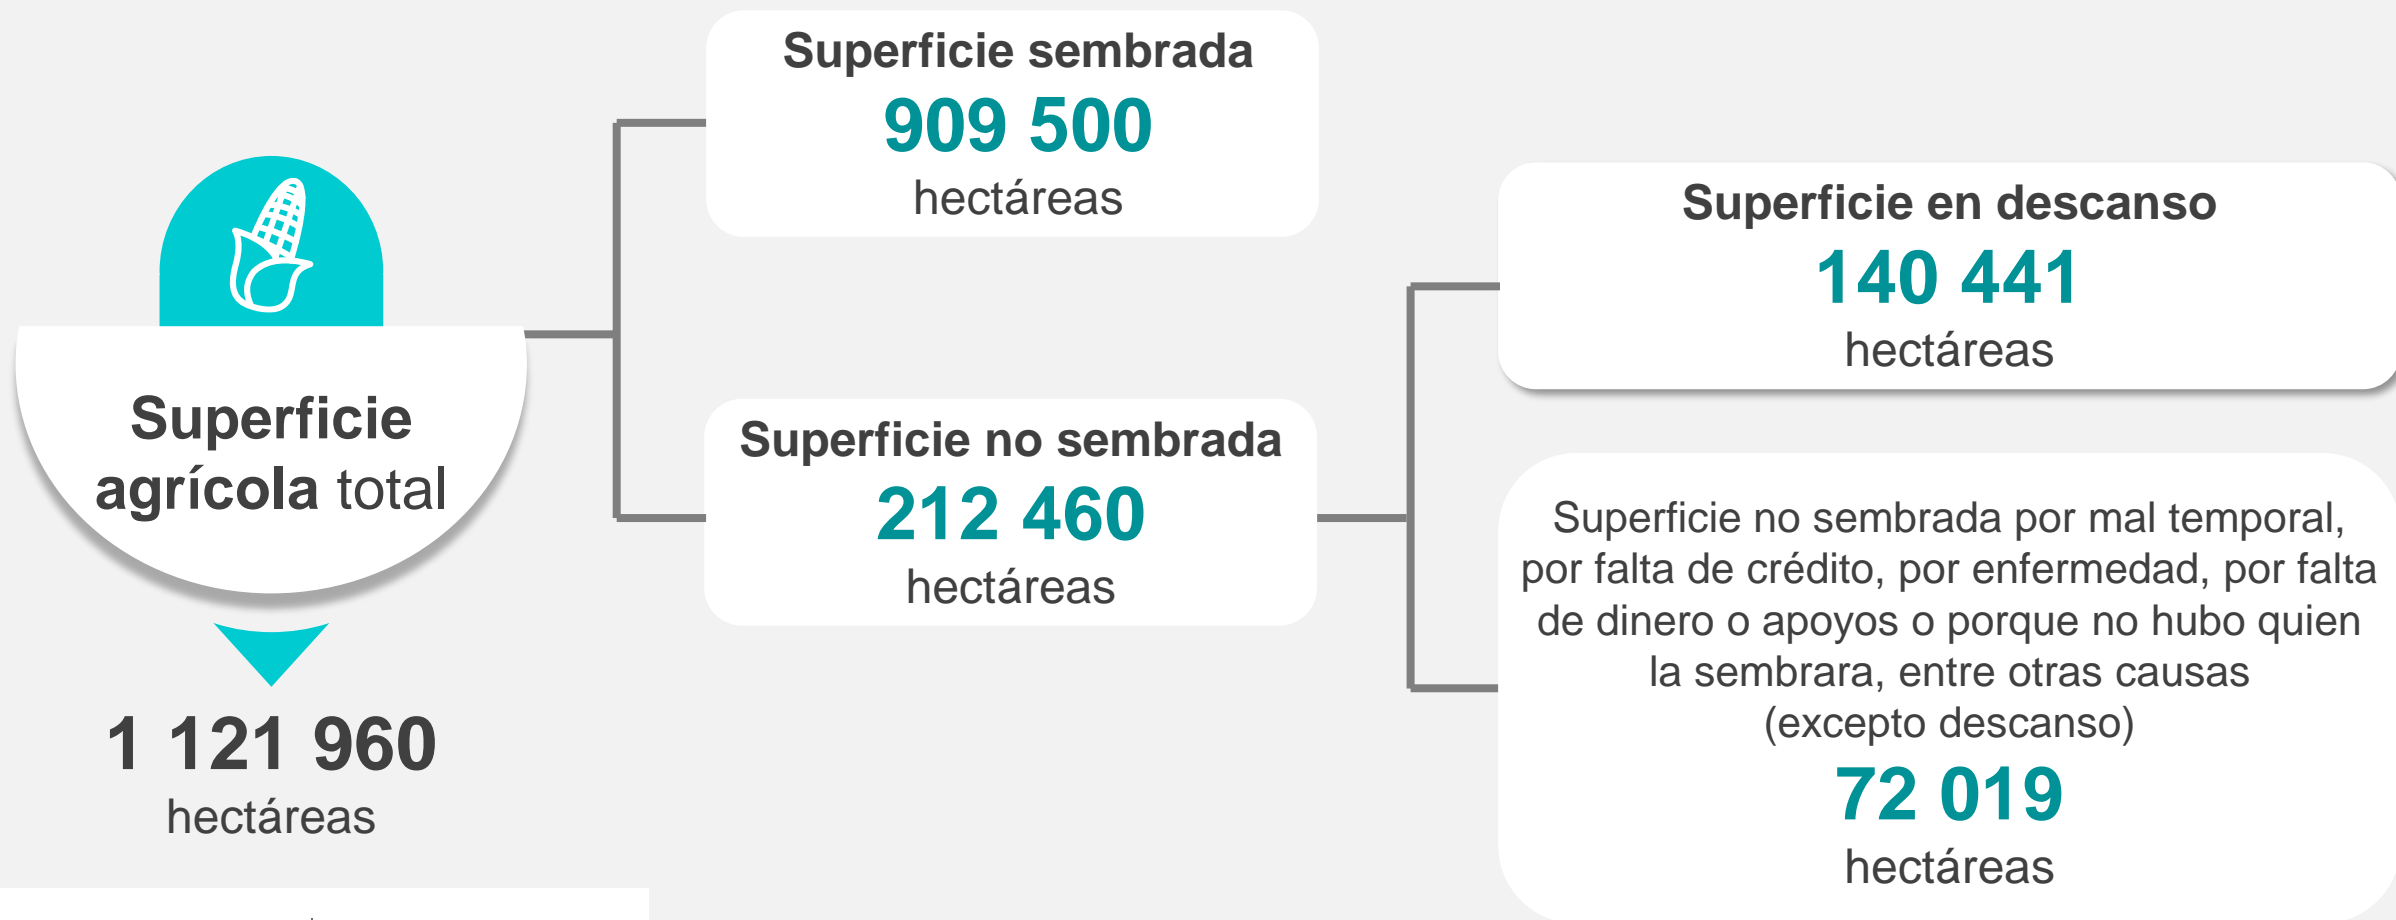 Superficie
agrícola total
1 121 960
hectáreas
Superficie sembrada
909 500
hectáreas
Superficie no sembrada
212 460
hectáreas
Superficie en descanso
140 441
hectáreas
Superficie no sembrada por mal temporal,
por falta de crédito, por enfermedad, por falta
de dinero o apoyos o porque no hubo quien
la sembrara, entre otras causas
(excepto descanso)
72 019
hectáreas